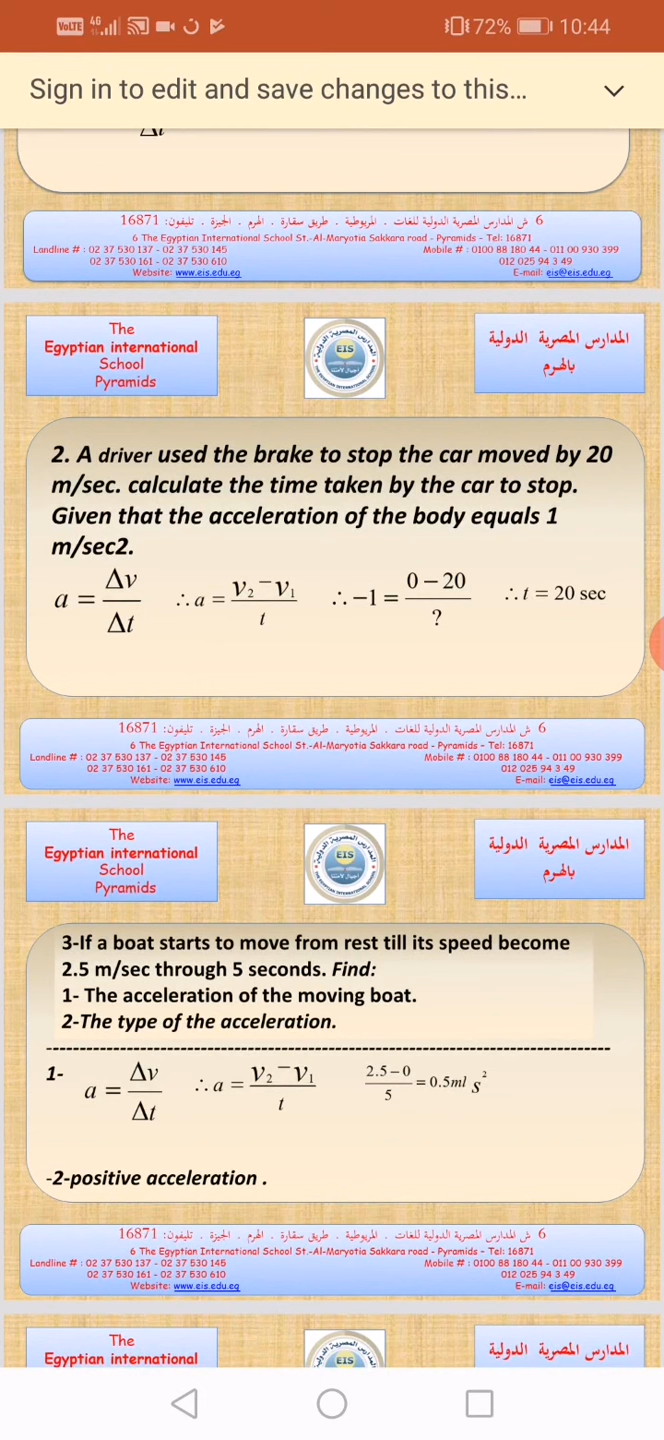 VoLTE 4G 72% 10:44
Sign in to edit and save changes to this...
Δt
6 ش المدارس المصرية الدولية للغات . المريوطية . طريق سقارة . الهرم . الجيزة . تليفون: 16871
6 The Egyptian International School St.-Al-Maryotia Sakkara road - Pyramids - Tel: 16871
Landline # : 02 37 530 137 - 02 37 530 145 Mobile # : 0100 88 180 44 - 011 00 930 399
02 37 530 161 - 02 37 530 610 012 025 94 3 49
Website: www.eis.edu.eg E-mail: eis@eis.edu.eg
The
Egyptian international
School
Pyramids
EIS
المدارس المصرية الدولية
بالهرم
2. A driver used the brake to stop the car moved by 20
m/sec. calculate the time taken by the car to stop.
Given that the acceleration of the body equals 1
m/sec2.
a = Δv/Δt ∴ a = (V₂ – V₁)/t ∴ –1 = (0 – 20)/? ∴ t = 20 sec
6 ش المدارس المصرية الدولية للغات . المريوطية . طريق سقارة . الهرم . الجيزة . تليفون: 16871
6 The Egyptian International School St.-Al-Maryotia Sakkara road - Pyramids - Tel: 16871
Landline # : 02 37 530 137 - 02 37 530 145 Mobile # : 0100 88 180 44 - 011 00 930 399
02 37 530 161 - 02 37 530 610 012 025 94 3 49
Website: www.eis.edu.eg E-mail: eis@eis.edu.eg
The
Egyptian international
School
Pyramids
EIS
المدارس المصرية الدولية
بالهرم
3-If a boat starts to move from rest till its speed become
2.5 m/sec through 5 seconds. Find:
1- The acceleration of the moving boat.
2-The type of the acceleration.
1- a = Δv/Δt ∴ a = (V₂ – V₁)/t (2.5 – 0)/5 = 0.5ml s²
-2-positive acceleration .
6 ش المدارس المصرية الدولية للغات . المريوطية . طريق سقارة . الهرم . الجيزة . تليفون: 16871
6 The Egyptian International School St.-Al-Maryotia Sakkara road - Pyramids - Tel: 16871
Landline # : 02 37 530 137 - 02 37 530 145 Mobile # : 0100 88 180 44 - 011 00 930 399
02 37 530 161 - 02 37 530 610 012 025 94 3 49
Website: www.eis.edu.eg E-mail: eis@eis.edu.eg
The
Egyptian international
EIS
المدارس المصرية الدولية